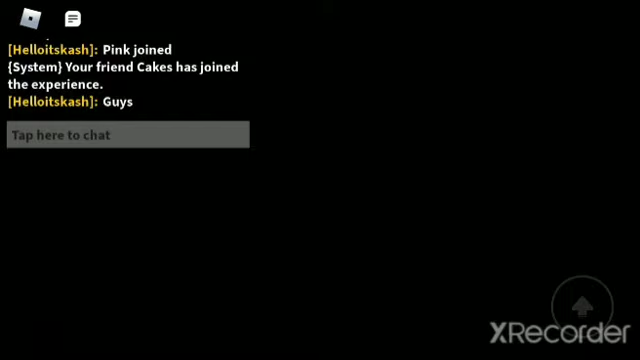 [Helloitskash]: Pink joined
{System} Your friend Cakes has joined
the experience.
[Helloitskash]: Guys
Tap here to chat
XRecorder